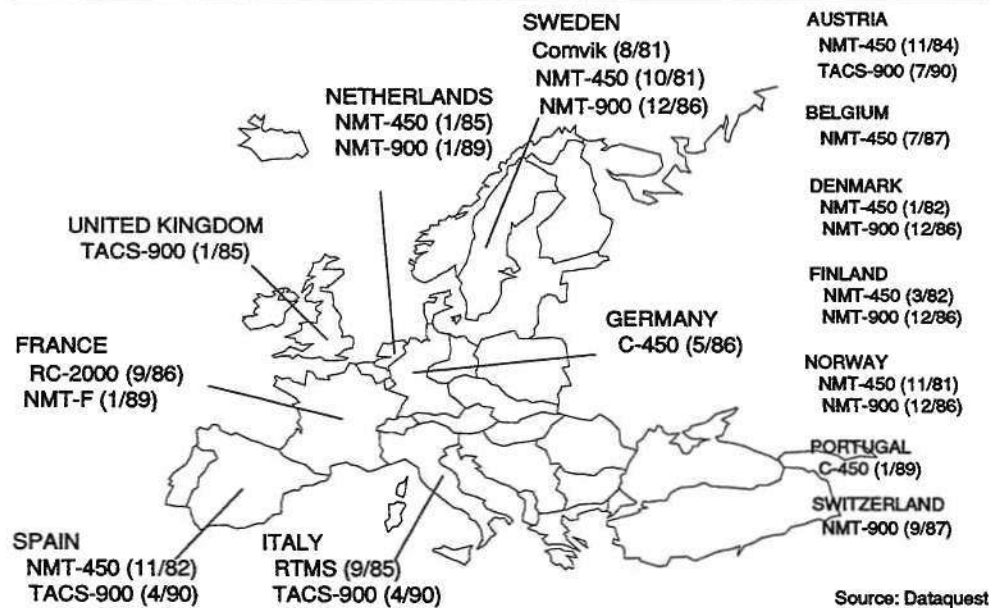 SWEDEN
Comvik (8/81)
NMT-450 (10/81)
NMT-900 (12/86)
NETHERLANDS
NMT-450 (1/85)
NMT-900 (1/89)
UNITED KINGDOM
TACS-900 (1/85)
FRANCE
RC-2000 (9/86)
NMT-F (1/89)
GERMANY
C-450 (5/86)
SPAIN
NMT-450 (11/82)
TACS-900 (4/90)
ITALY
RTMS (9/85)
TACS-900 (4/90)
AUSTRIA
NMT-450 (11/84)
TACS-900 (7/90)
BELGIUM
NMT-450 (7/87)
DENMARK
NMT-450 (1/82)
NMT-900 (12/86)
FINLAND
NMT-450 (3/82)
NMT-900 (12/86)
NORWAY
NMT-450 (11/81)
NMT-900 (12/86)
PORTUGAL
C-450 (1/89)
SWITZERLAND
NMT-900 (9/87)
Source: Dataquest